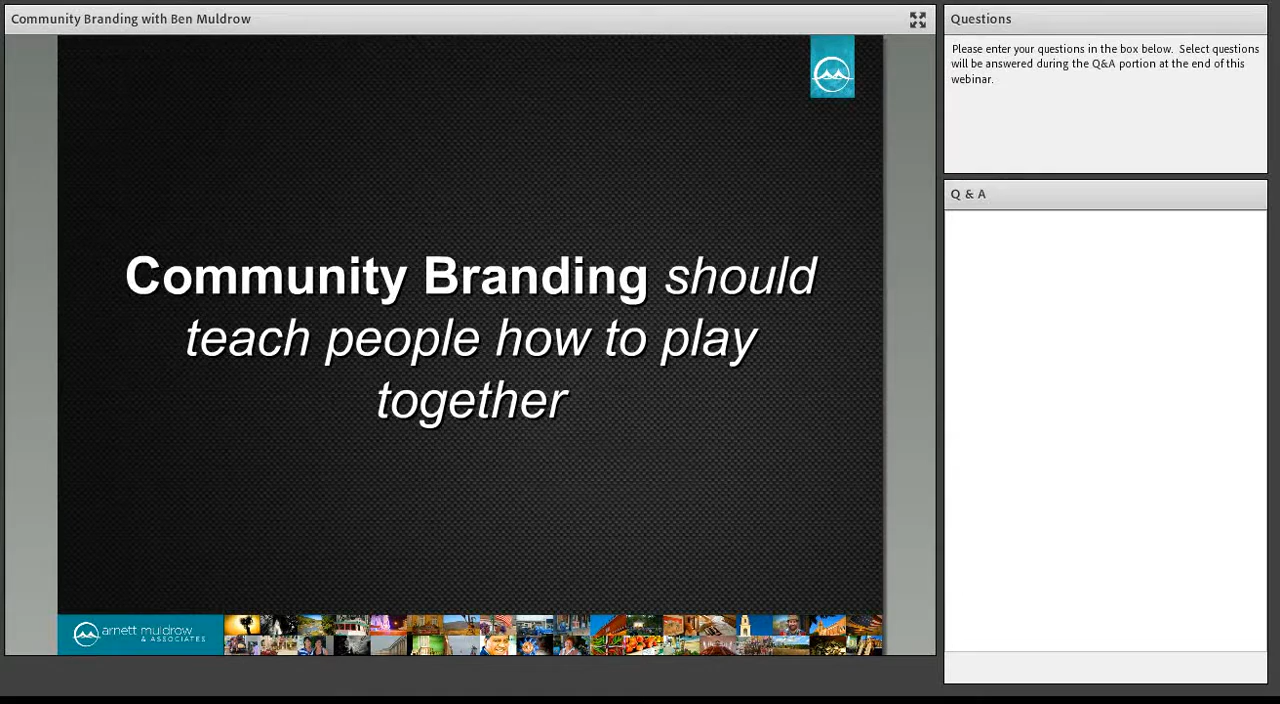 Community Branding with Ben Muldrow
Community Branding should
teach people how to play
together
arnett muldrow
& ASSOCIATES
Questions
Please enter your questions in the box below.  Select questions
will be answered during the Q&A portion at the end of this
webinar.
Q & A